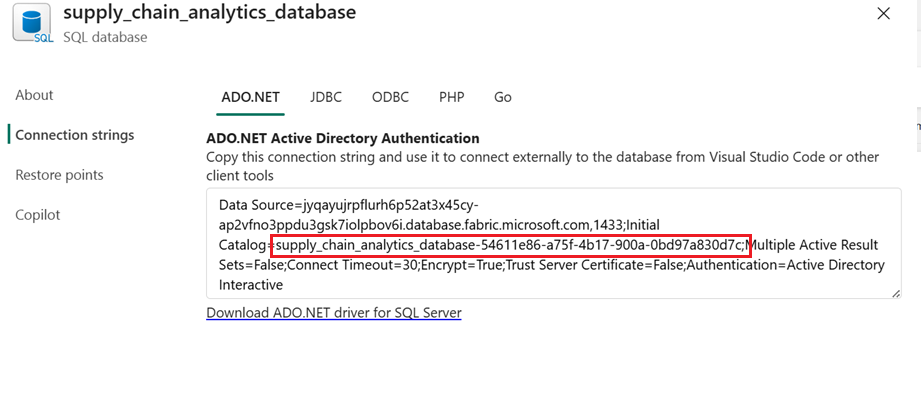 supply_chain_analytics_database
SQL
SQL database
About
Connection strings
Restore points
Copilot
ADO.NET JDBC ODBC PHP Go
ADO.NET Active Directory Authentication
Copy this connection string and use it to connect externally to the database from Visual Studio Code or other
client tools
Data Source=jyqayujrpflurh6p52at3x45cy-
ap2vfno3ppdu3gsk7iolpbov6i.database.fabric.microsoft.com,1433;Initial
Catalog=supply_chain_analytics_database-54611e86-a75f-4b17-900a-0bd97a830d7c;Multiple Active Result
Sets=False;Connect Timeout=30;Encrypt=True;Trust Server Certificate=False;Authentication=Active Directory
Interactive
Download ADO.NET driver for SQL Server